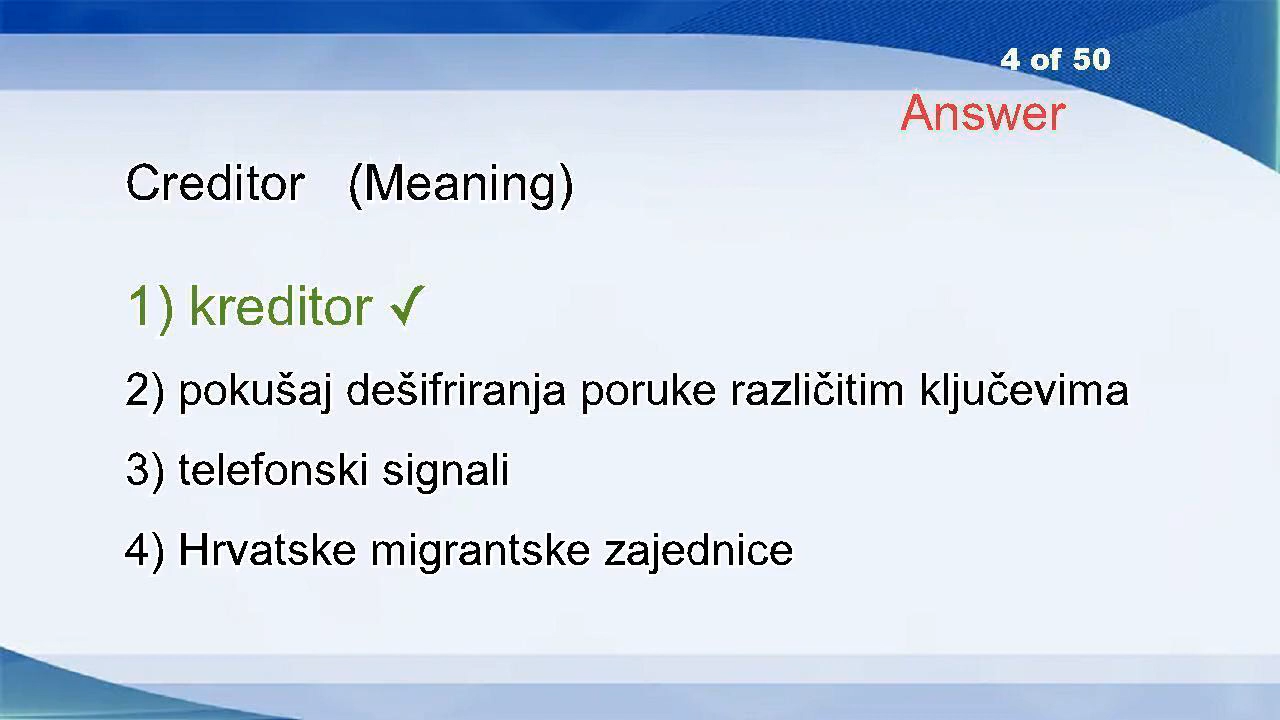 4 of 50
Answer
Creditor (Meaning)
1) kreditor ✓
2) pokušaj dešifriranja poruke različitim ključevima
3) telefonski signali
4) Hrvatske migrantske zajednice